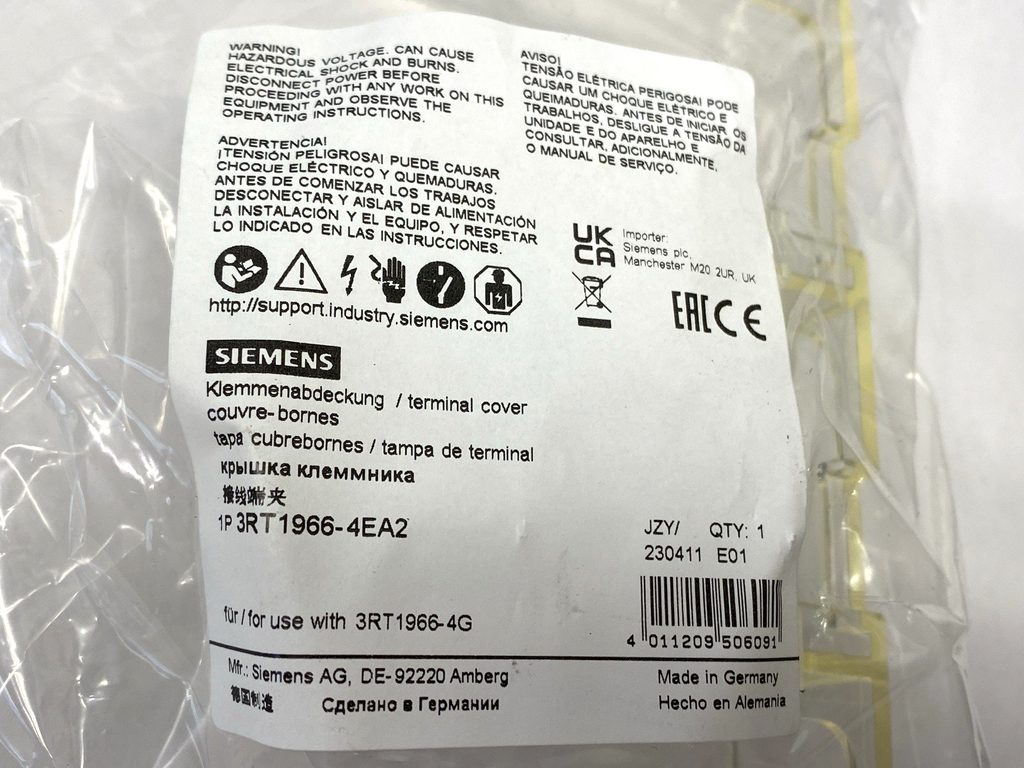 WARNING!
HAZARDOUS VOLTAGE. CAN CAUSE
ELECTRICAL SHOCK AND BURNS.
DISCONNECT POWER BEFORE
PROCEEDING WITH ANY WORK ON THIS
EQUIPMENT AND OBSERVE THE
OPERATING INSTRUCTIONS.
ADVERTENCIA!
¡TENSIÓN PELIGROSA! PUEDE CAUSAR
CHOQUE ELÉCTRICO Y QUEMADURAS.
ANTES DE COMENZAR LOS TRABAJOS
DESCONECTAR Y AISLAR DE ALIMENTACIÓN
LA INSTALACIÓN Y EL EQUIPO, Y RESPETAR
LO INDICADO EN LAS INSTRUCCIONES.
AVISO!
TENSÃO ELÉTRICA PERIGOSA! PODE
CAUSAR UM CHOQUE ELÉTRICO E
QUEIMADURAS. ANTES DE INICIAR OS
TRABALHOS, DESLIGUE A TENSÃO DA
UNIDADE E DO APARELHO E
CONSULTAR, ADICIONALMENTE,
O MANUAL DE SERVIÇO.
UK
CA
Importer:
Siemens plc,
Manchester M20 2UR, UK
EAC CE
http://support.industry.siemens.com
SIEMENS
Klemmenabdeckung / terminal cover
couvre-bornes
tapa cubrebornes / tampa de terminal
крышка клеммника
接线端夹
1P 3RT1966-4EA2
JZY/ QTY: 1
230411 E01
für / for use with 3RT1966-4G
4 011209 506091
Mfr.: Siemens AG, DE-92220 Amberg
德国制造
Сделано в Германии
Made in Germany
Hecho en Alemania